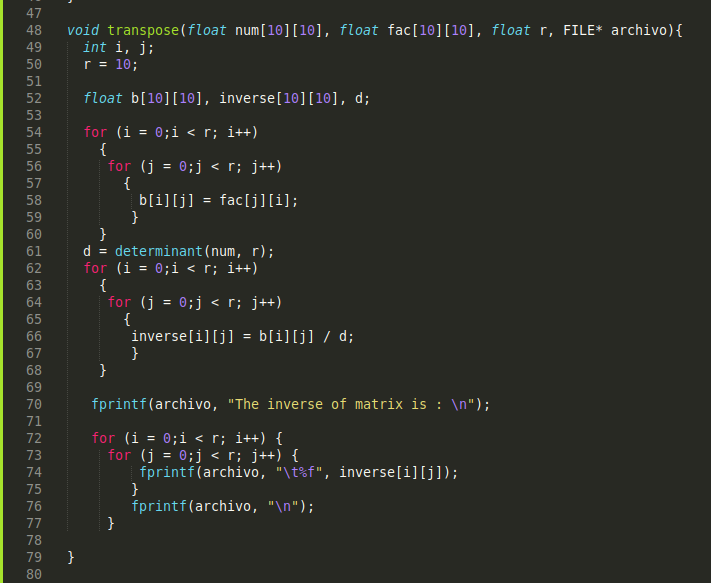 47
48 void transpose(float num[10][10], float fac[10][10], float r, FILE* archivo){
49 int i, j;
50 r = 10;
51
52 float b[10][10], inverse[10][10], d;
53
54 for (i = 0;i < r; i++)
55 {
56 for (j = 0;j < r; j++)
57 {
58 b[i][j] = fac[j][i];
59 }
60 }
61 d = determinant(num, r);
62 for (i = 0;i < r; i++)
63 {
64 for (j = 0;j < r; j++)
65 {
66 inverse[i][j] = b[i][j] / d;
67 }
68 }
69
70 fprintf(archivo, "The inverse of matrix is : \n");
71
72 for (i = 0;i < r; i++) {
73 for (j = 0;j < r; j++) {
74 fprintf(archivo, "\t%f", inverse[i][j]);
75 }
76 fprintf(archivo, "\n");
77 }
78
79 }
80